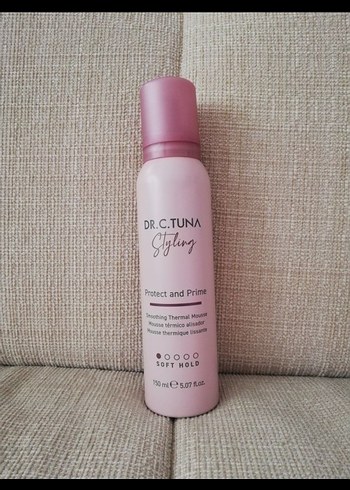 DR.C.TUNA
Styling
Protect and Prime
Smoothing Thermal Mousse
Mousse térmico alisador
Mousse thermique lissante
SOFT HOLD
150 ml ℮ 5.07 fl.oz.